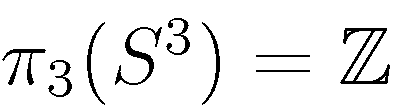 π₃(S³) = ℤ